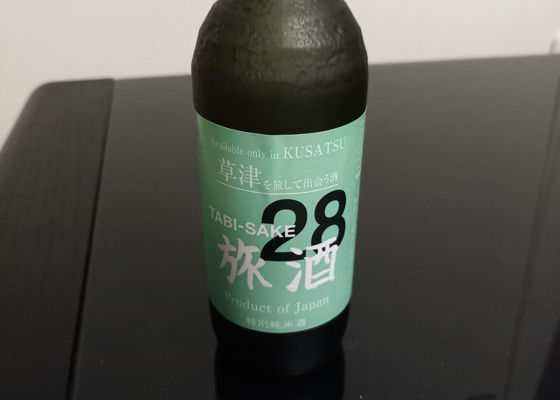 Available only in KUSATSU
草津を旅して出会う酒
28
TABI-SAKE
旅酒
Product of Japan
特別純米酒